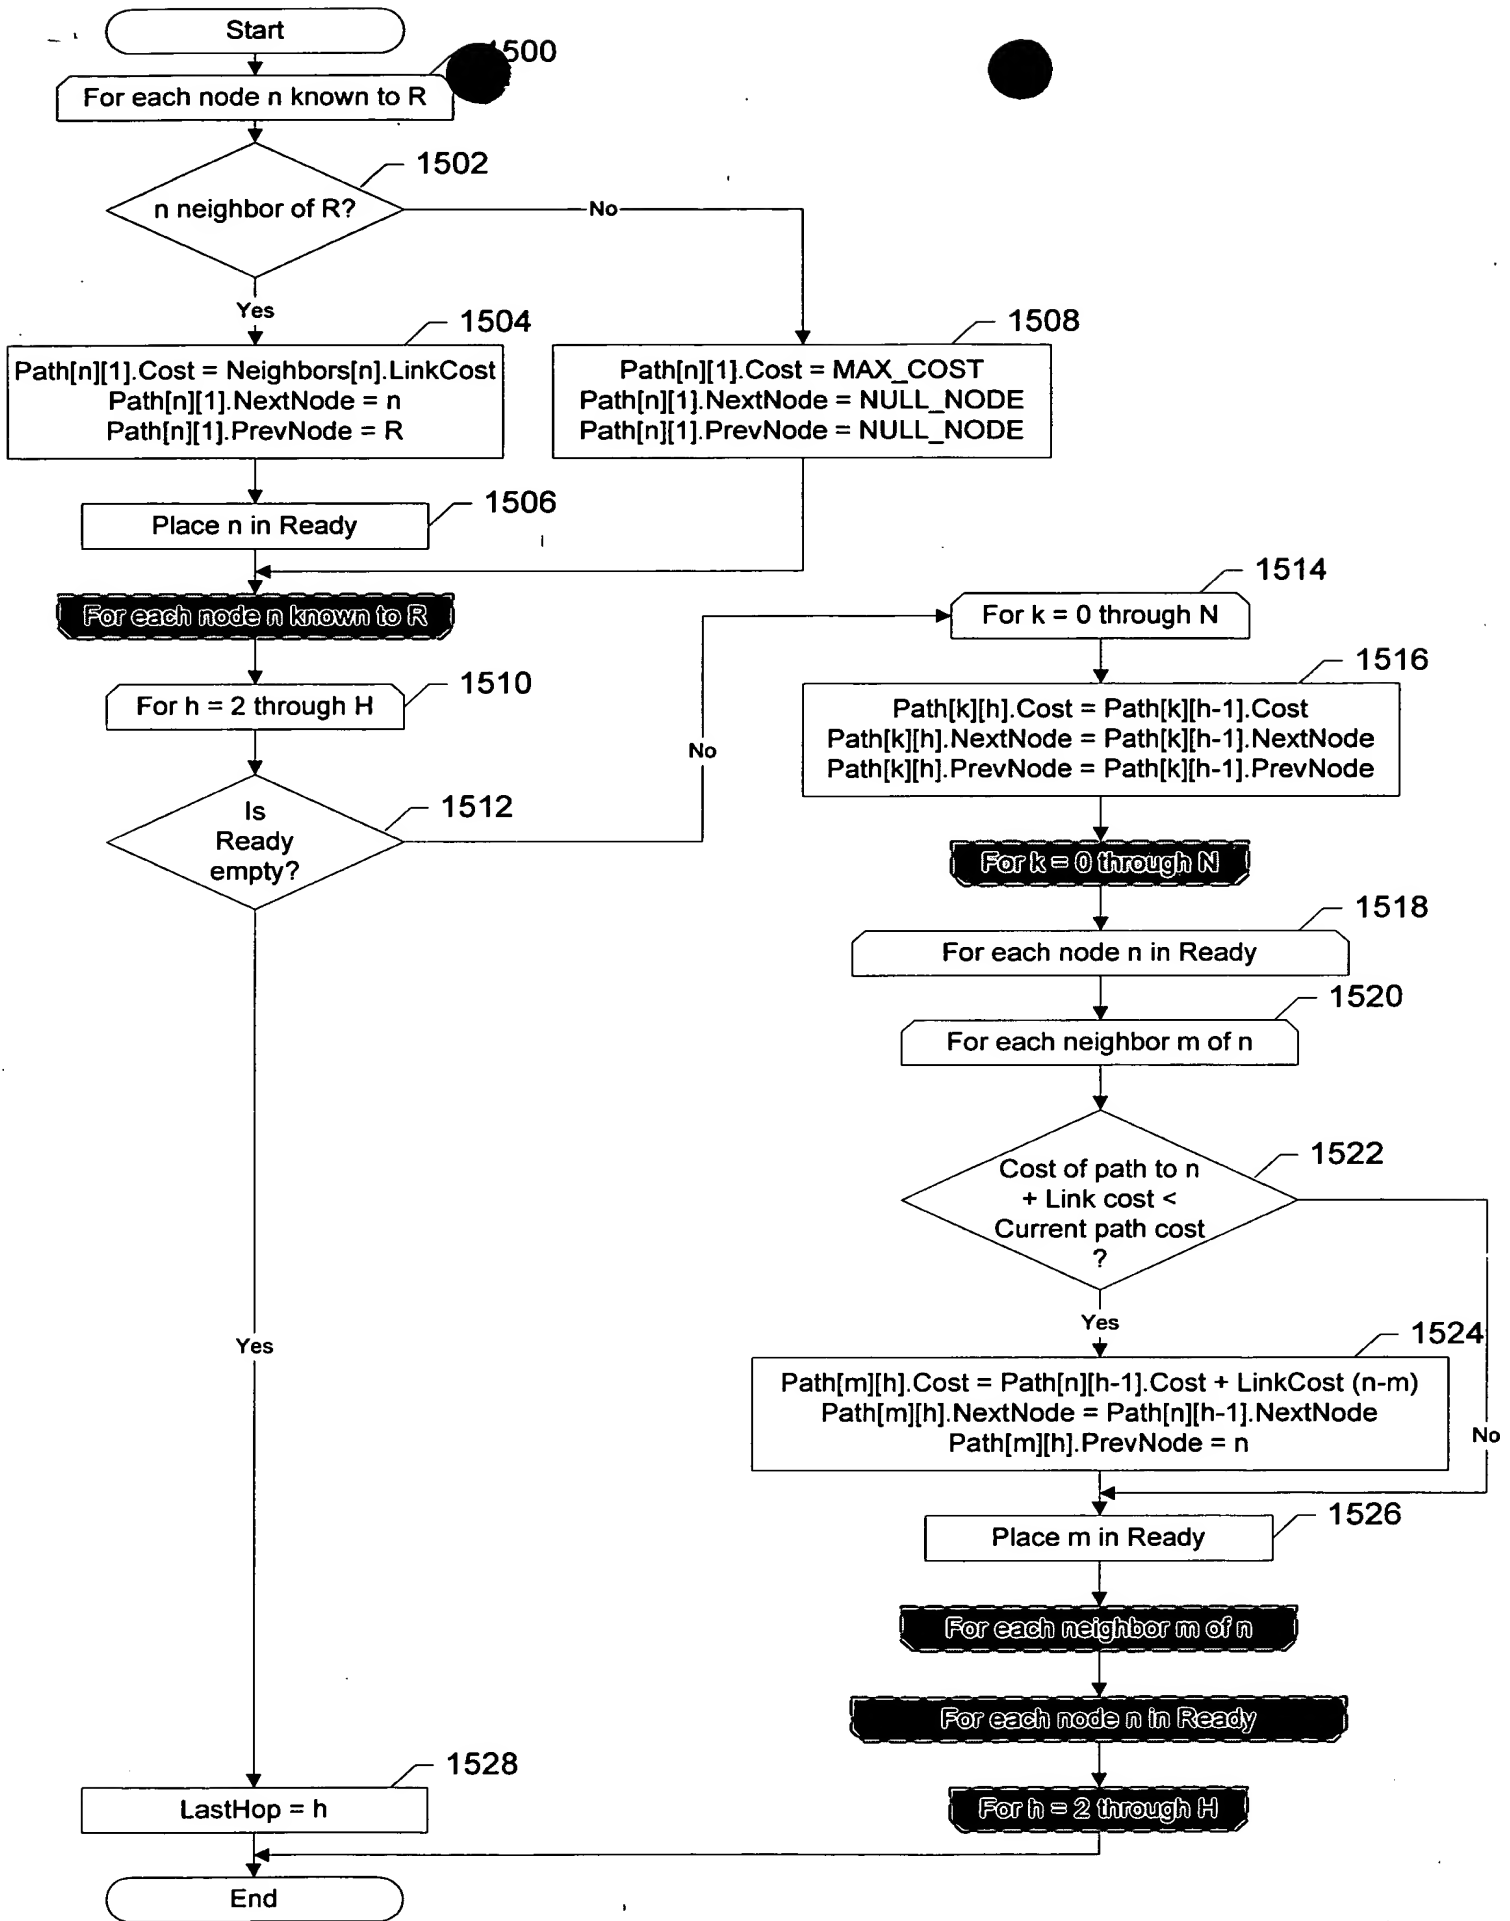 Start
1500
For each node n known to R
1502
n neighbor of R?
No
Yes
1504
Path[n][1].Cost = Neighbors[n].LinkCost
Path[n][1].NextNode = n
Path[n][1].PrevNode = R
1508
Path[n][1].Cost = MAX_COST
Path[n][1].NextNode = NULL_NODE
Path[n][1].PrevNode = NULL_NODE
1506
Place n in Ready
For each node n known to R
1510
For h = 2 through H
1512
Is
Ready
empty?
No
1514
For k = 0 through N
1516
Path[k][h].Cost = Path[k][h-1].Cost
Path[k][h].NextNode = Path[k][h-1].NextNode
Path[k][h].PrevNode = Path[k][h-1].PrevNode
For k = 0 through N
1518
For each node n in Ready
1520
For each neighbor m of n
1522
Cost of path to n
+ Link cost <
Current path cost
?
Yes
No
1524
Path[m][h].Cost = Path[n][h-1].Cost + LinkCost (n-m)
Path[m][h].NextNode = Path[n][h-1].NextNode
Path[m][h].PrevNode = n
1526
Place m in Ready
For each neighbor m of n
For each node n in Ready
For h = 2 through H
Yes
1528
LastHop = h
End